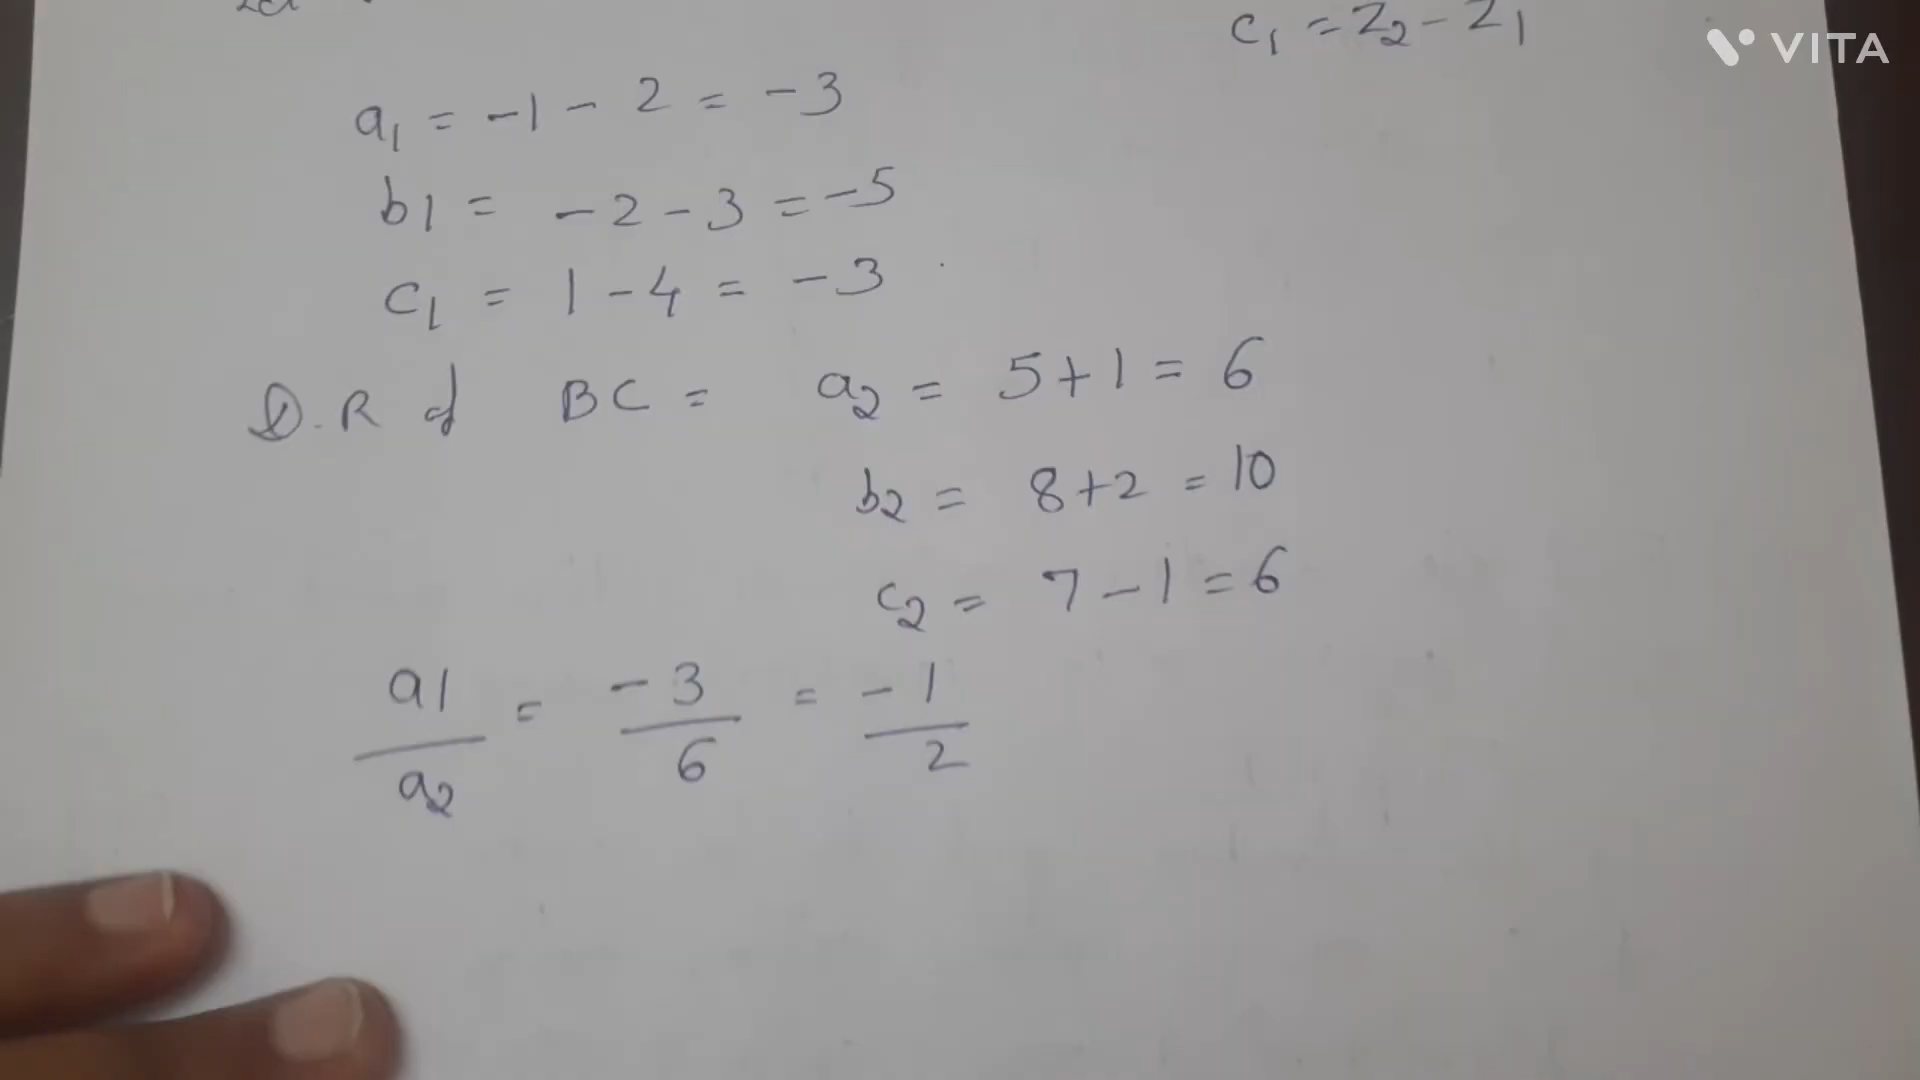 c₁ = z₂ - z₁
VITA
a₁ = -1 - 2 = -3
b1 = -2 - 3 = -5
c₁ = 1 - 4 = -3
D.R of BC = a₂ = 5+1 = 6
b₂ = 8+2 = 10
c₂ = 7 - 1 = 6
a1/a₂ = -3/6 = -1/2